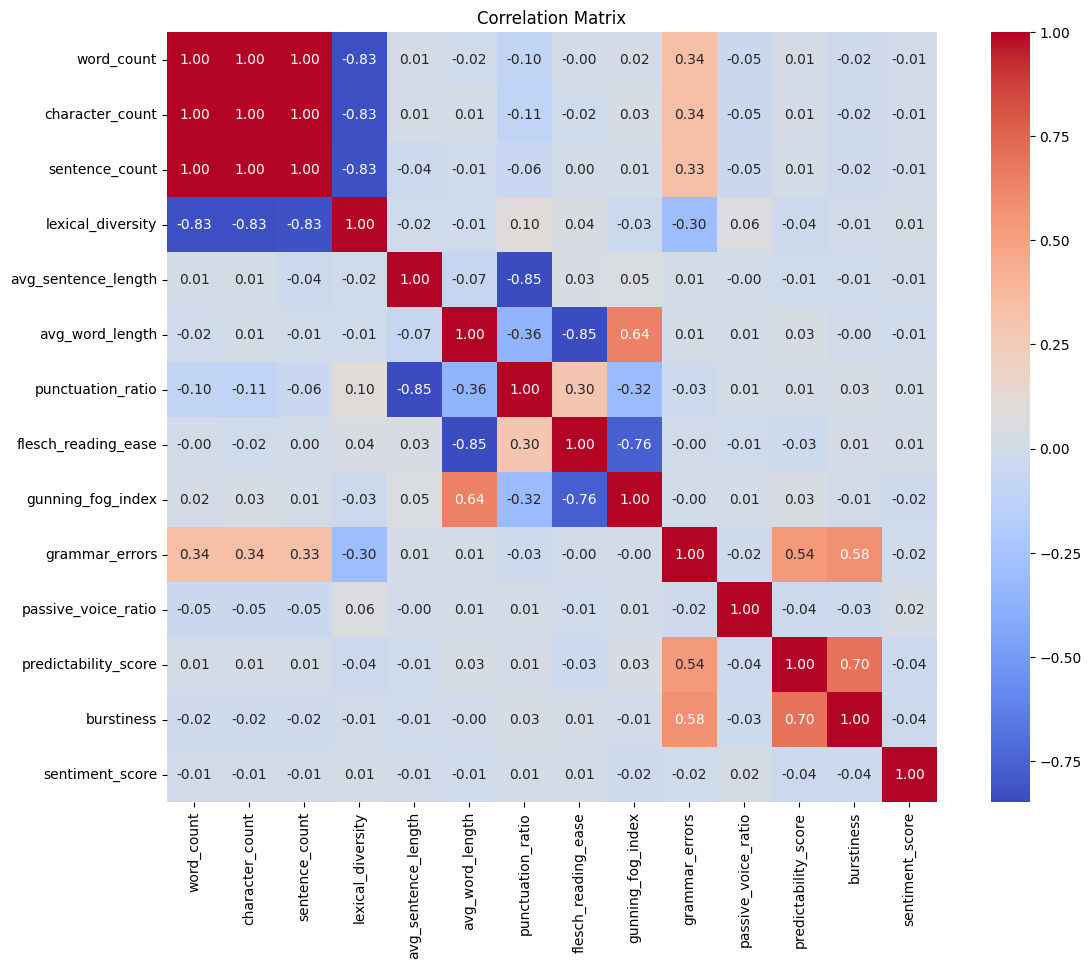 Correlation Matrix
word_count 1.00 1.00 1.00 -0.83 0.01 -0.02 -0.10 -0.00 0.02 0.34 -0.05 0.01 -0.02 -0.01
character_count 1.00 1.00 1.00 -0.83 0.01 0.01 -0.11 -0.02 0.03 0.34 -0.05 0.01 -0.02 -0.01
sentence_count 1.00 1.00 1.00 -0.83 -0.04 -0.01 -0.06 0.00 0.01 0.33 -0.05 0.01 -0.02 -0.01
lexical_diversity -0.83 -0.83 -0.83 1.00 -0.02 -0.01 0.10 0.04 -0.03 -0.30 0.06 -0.04 -0.01 0.01
avg_sentence_length 0.01 0.01 -0.04 -0.02 1.00 -0.07 -0.85 0.03 0.05 0.01 -0.00 -0.01 -0.01 -0.01
avg_word_length -0.02 0.01 -0.01 -0.01 -0.07 1.00 -0.36 -0.85 0.64 0.01 0.01 0.03 -0.00 -0.01
punctuation_ratio -0.10 -0.11 -0.06 0.10 -0.85 -0.36 1.00 0.30 -0.32 -0.03 0.01 0.01 0.03 0.01
flesch_reading_ease -0.00 -0.02 0.00 0.04 0.03 -0.85 0.30 1.00 -0.76 -0.00 -0.01 -0.03 0.01 0.01
gunning_fog_index 0.02 0.03 0.01 -0.03 0.05 0.64 -0.32 -0.76 1.00 -0.00 0.01 0.03 -0.01 -0.02
grammar_errors 0.34 0.34 0.33 -0.30 0.01 0.01 -0.03 -0.00 -0.00 1.00 -0.02 0.54 0.58 -0.02
passive_voice_ratio -0.05 -0.05 -0.05 0.06 -0.00 0.01 0.01 -0.01 0.01 -0.02 1.00 -0.04 -0.03 0.02
predictability_score 0.01 0.01 0.01 -0.04 -0.01 0.03 0.01 -0.03 0.03 0.54 -0.04 1.00 0.70 -0.04
burstiness -0.02 -0.02 -0.02 -0.01 -0.01 -0.00 0.03 0.01 -0.01 0.58 -0.03 0.70 1.00 -0.04
sentiment_score -0.01 -0.01 -0.01 0.01 -0.01 -0.01 0.01 0.01 -0.02 -0.02 0.02 -0.04 -0.04 1.00
word_count
character_count
sentence_count
lexical_diversity
avg_sentence_length
avg_word_length
punctuation_ratio
flesch_reading_ease
gunning_fog_index
grammar_errors
passive_voice_ratio
predictability_score
burstiness
sentiment_score
1.00
0.75
0.50
0.25
0.00
−0.25
−0.50
−0.75